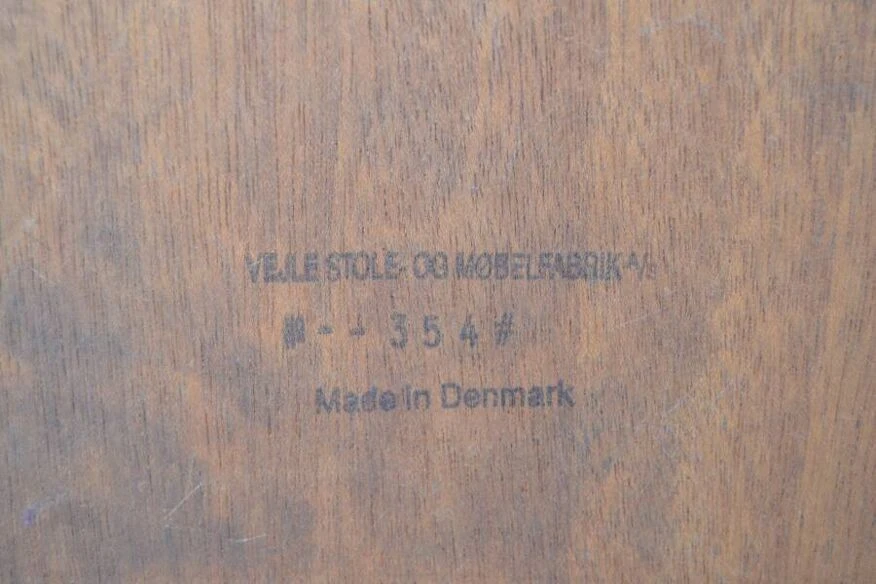 VEJLE STOLE- OG MØBELFABRIK A/S
#--354#
Made in Denmark